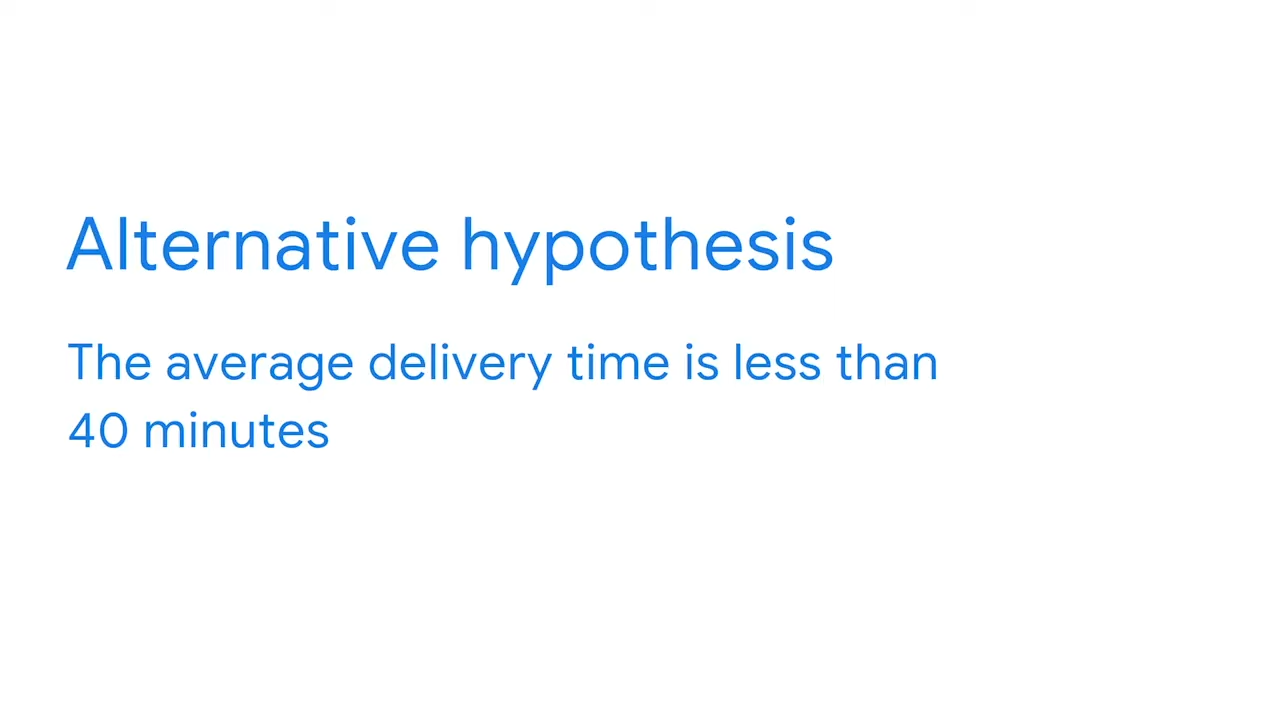 Alternative hypothesis
The average delivery time is less than
40 minutes